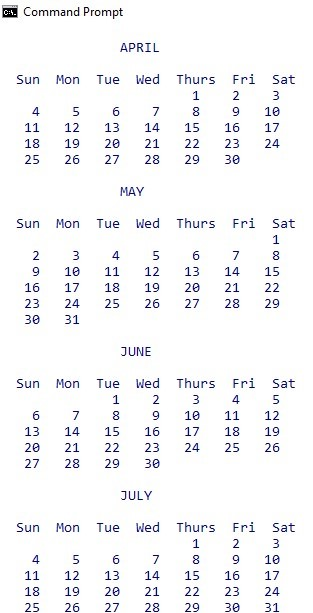 Command Prompt
APRIL
Sun Mon Tue Wed Thurs Fri Sat
1 2 3
4 5 6 7 8 9 10
11 12 13 14 15 16 17
18 19 20 21 22 23 24
25 26 27 28 29 30
MAY
Sun Mon Tue Wed Thurs Fri Sat
1
2 3 4 5 6 7 8
9 10 11 12 13 14 15
16 17 18 19 20 21 22
23 24 25 26 27 28 29
30 31
JUNE
Sun Mon Tue Wed Thurs Fri Sat
1 2 3 4 5
6 7 8 9 10 11 12
13 14 15 16 17 18 19
20 21 22 23 24 25 26
27 28 29 30
JULY
Sun Mon Tue Wed Thurs Fri Sat
1 2 3
4 5 6 7 8 9 10
11 12 13 14 15 16 17
18 19 20 21 22 23 24
25 26 27 28 29 30 31